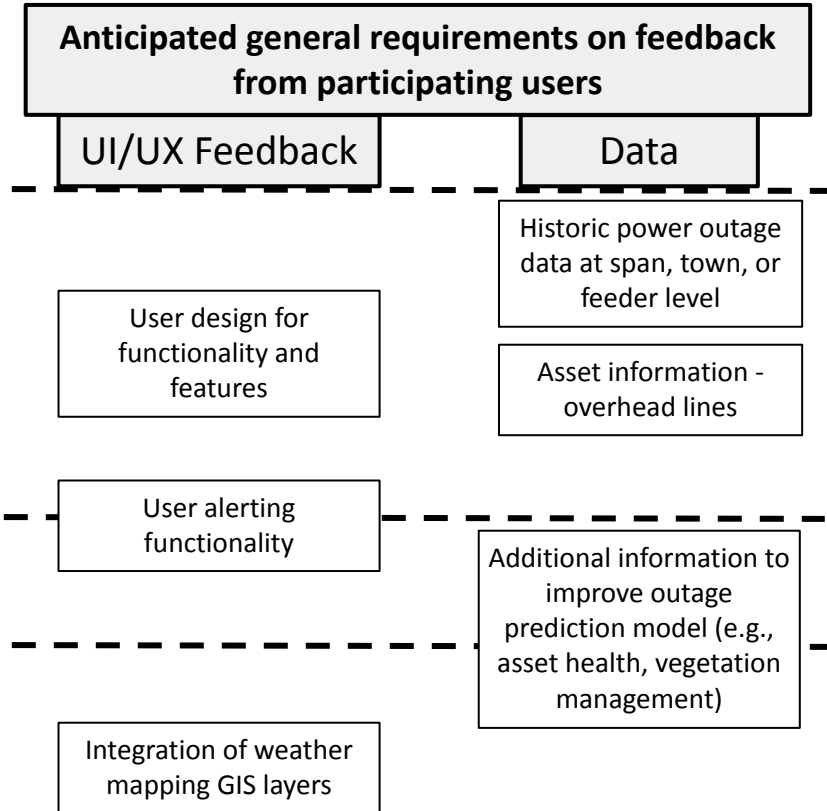 Anticipated general requirements on feedback
from participating users
UI/UX Feedback
Data
Historic power outage
data at span, town, or
feeder level
User design for
functionality and
features
Asset information -
overhead lines
User alerting
functionality
Additional information to
improve outage
prediction model (e.g.,
asset health, vegetation
management)
Integration of weather
mapping GIS layers